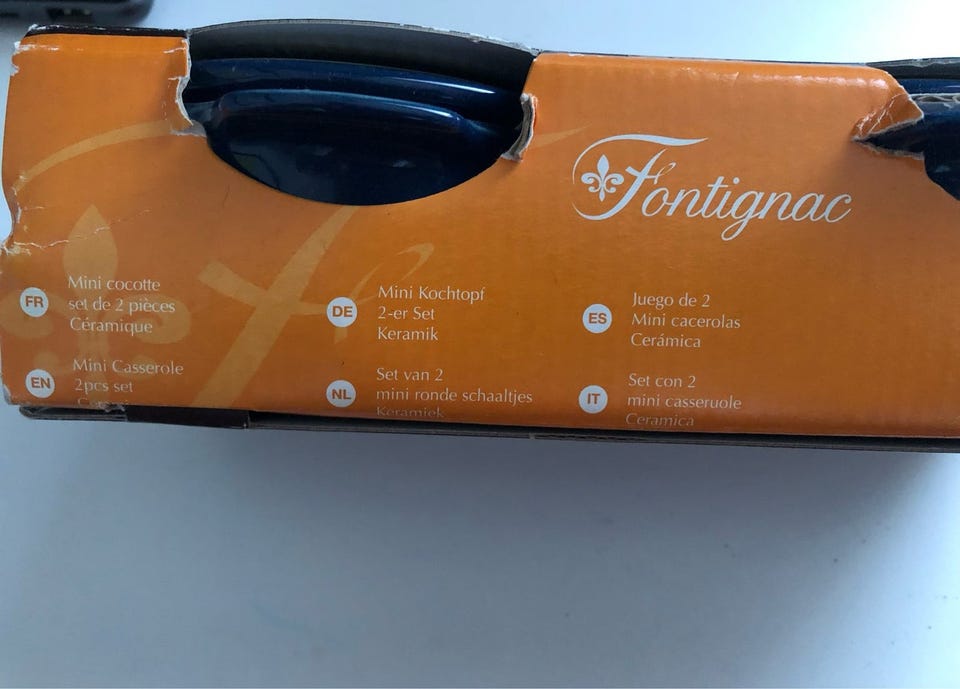 Fontignac
FR
Mini cocotte
set de 2 pièces
Céramique
DE
Mini Kochtopf
2-er Set
Keramik
ES
Juego de 2
Mini cacerolas
Cerámica
EN
Mini Casserole
2pcs set
NL
Set van 2
mini ronde schaaltjes
Keramiek
IT
Set con 2
mini casseruole
Ceramica